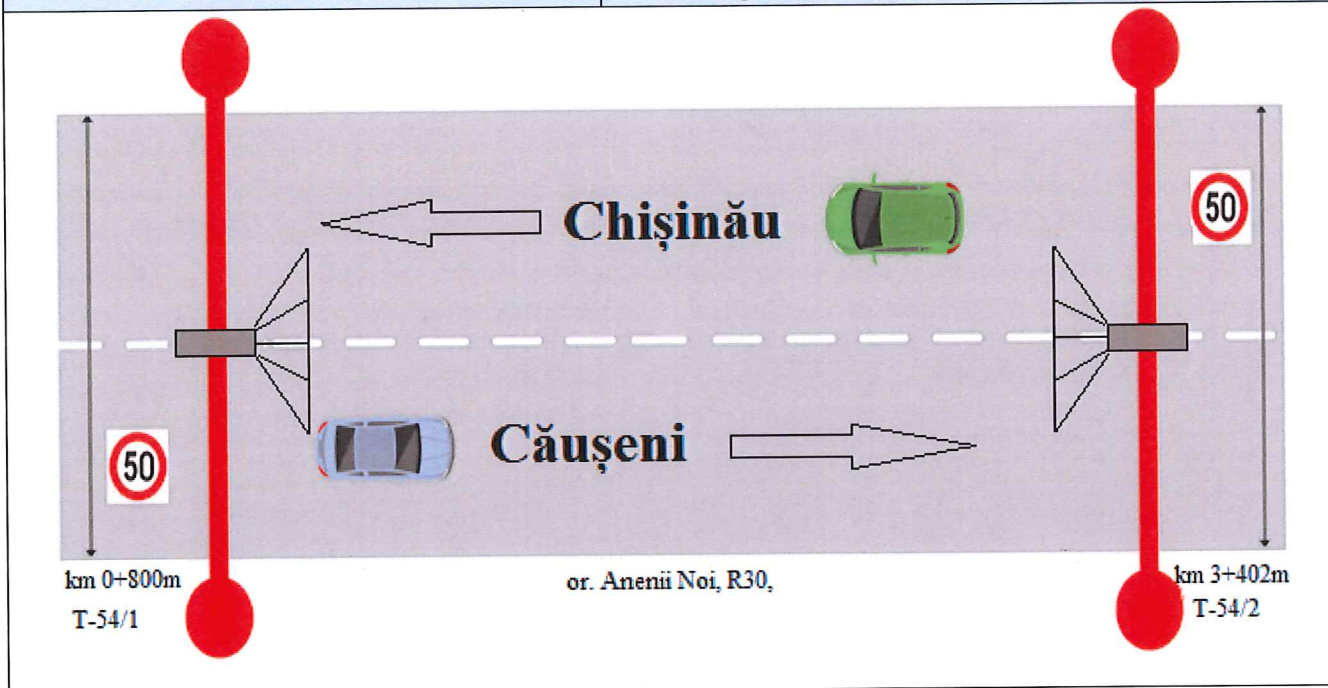 50
Chișinău
50
Căușeni
km 0+800m
T-54/1
or. Anenii Noi, R30,
km 3+402m
T-54/2